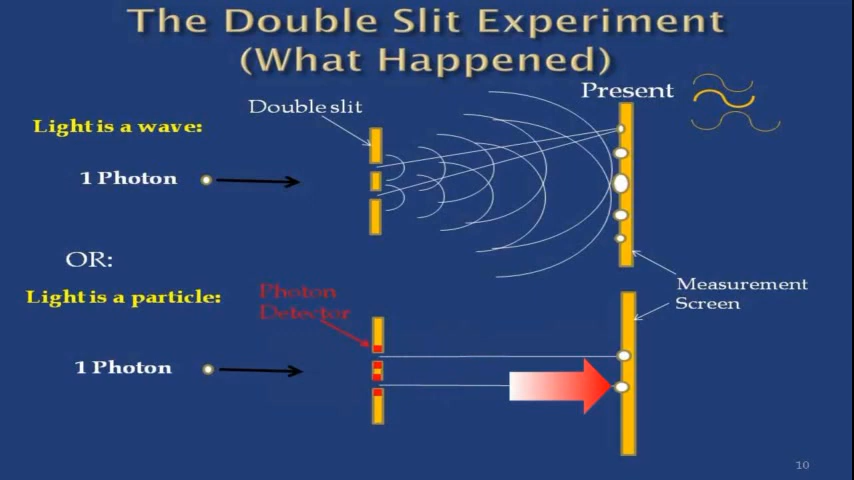 The Double Slit Experiment
(What Happened)
Present
Double slit
Light is a wave:
1 Photon
OR:
Light is a particle:
Photon
Detector
Measurement
Screen
1 Photon
10